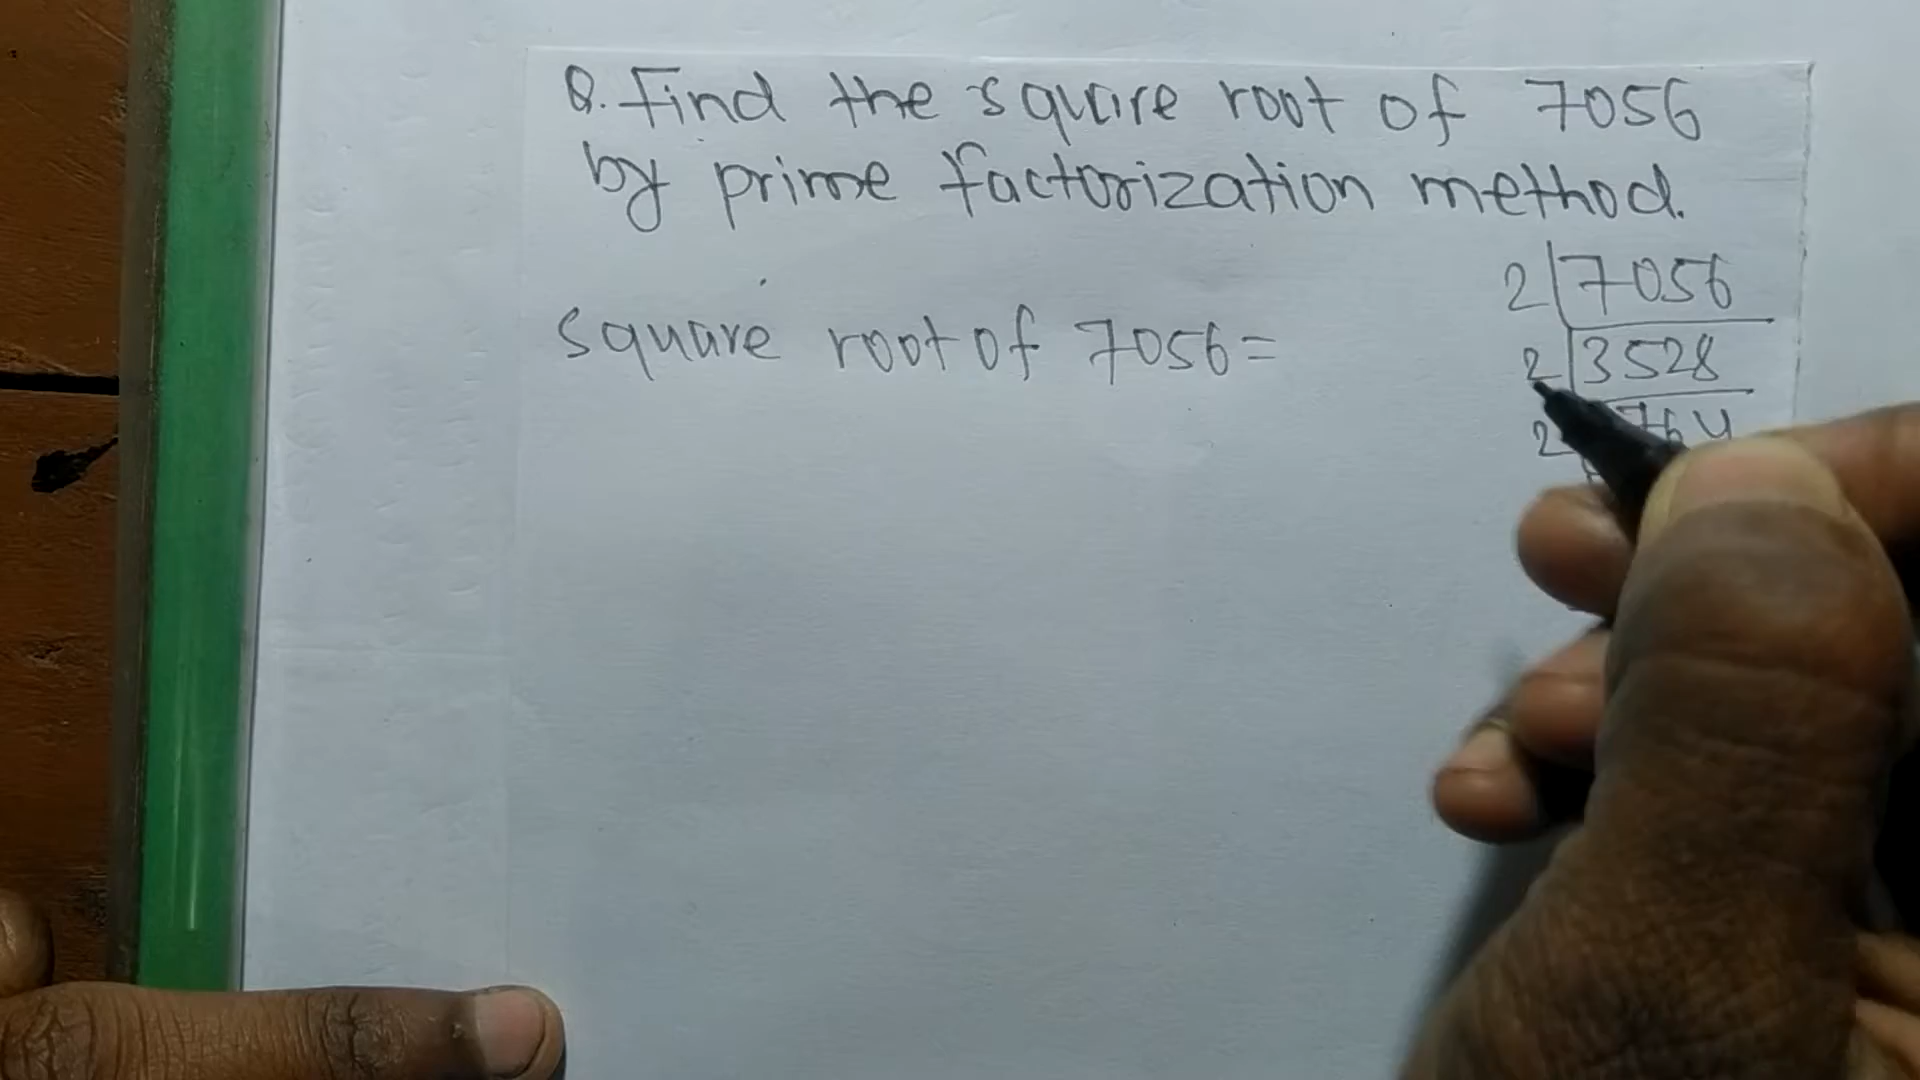 Q. Find the square root of 7056
by prime factorization method.
2 7056
square root of 7056 =
2 3528
2 764